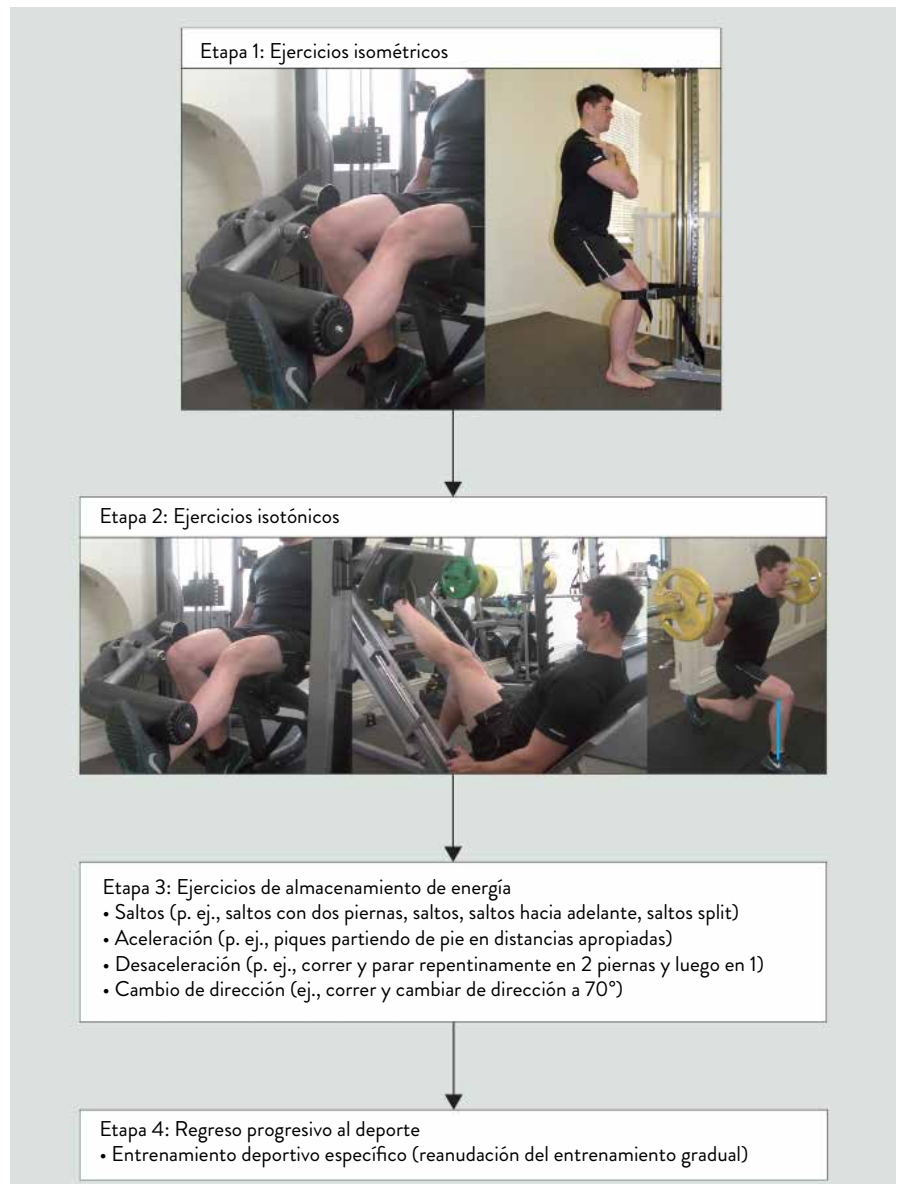 Etapa 1: Ejercicios isométricos
Etapa 2: Ejercicios isotónicos
Etapa 3: Ejercicios de almacenamiento de energía
• Saltos (p. ej., saltos con dos piernas, saltos, saltos hacia adelante, saltos split)
• Aceleración (p. ej., piques partiendo de pie en distancias apropiadas)
• Desaceleración (p. ej., correr y parar repentinamente en 2 piernas y luego en 1)
• Cambio de dirección (ej., correr y cambiar de dirección a 70°)
Etapa 4: Regreso progresivo al deporte
• Entrenamiento deportivo específico (reanudación del entrenamiento gradual)